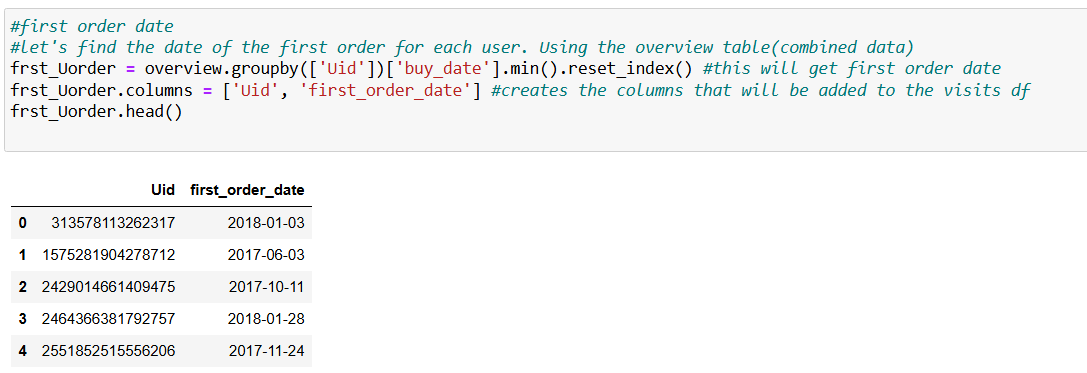 #first order date
#let's find the date of the first order for each user. Using the overview table(combined data)
frst_Uorder = overview.groupby(['Uid'])['buy_date'].min().reset_index() #this will get first order date
frst_Uorder.columns = ['Uid', 'first_order_date'] #creates the columns that will be added to the visits df
frst_Uorder.head()
Uid first_order_date
0 313578113262317 2018-01-03
1 1575281904278712 2017-06-03
2 2429014661409475 2017-10-11
3 2464366381792757 2018-01-28
4 2551852515556206 2017-11-24